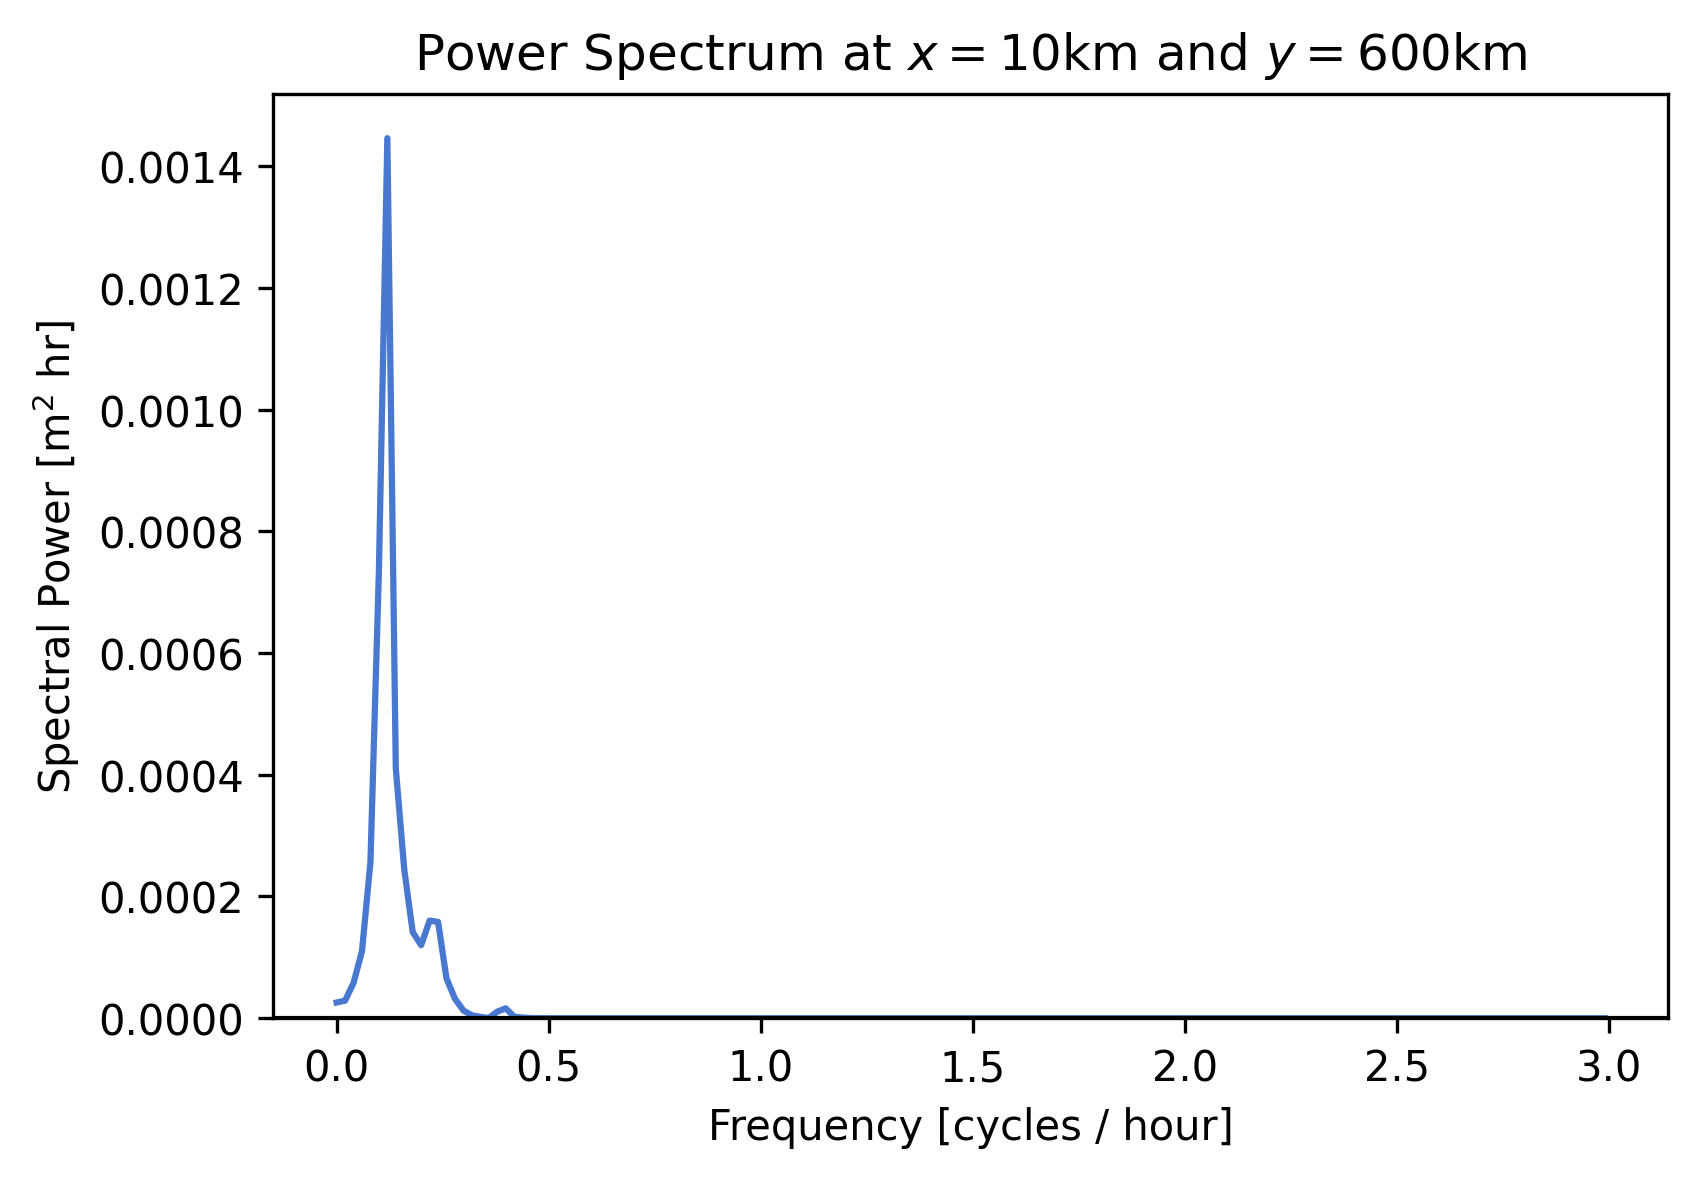 Power Spectrum at x = 10km and y = 600km
Spectral Power [m² hr]
0.0014
0.0012
0.0010
0.0008
0.0006
0.0004
0.0002
0.0000
0.0 0.5 1.0 1.5 2.0 2.5 3.0
Frequency [cycles / hour]